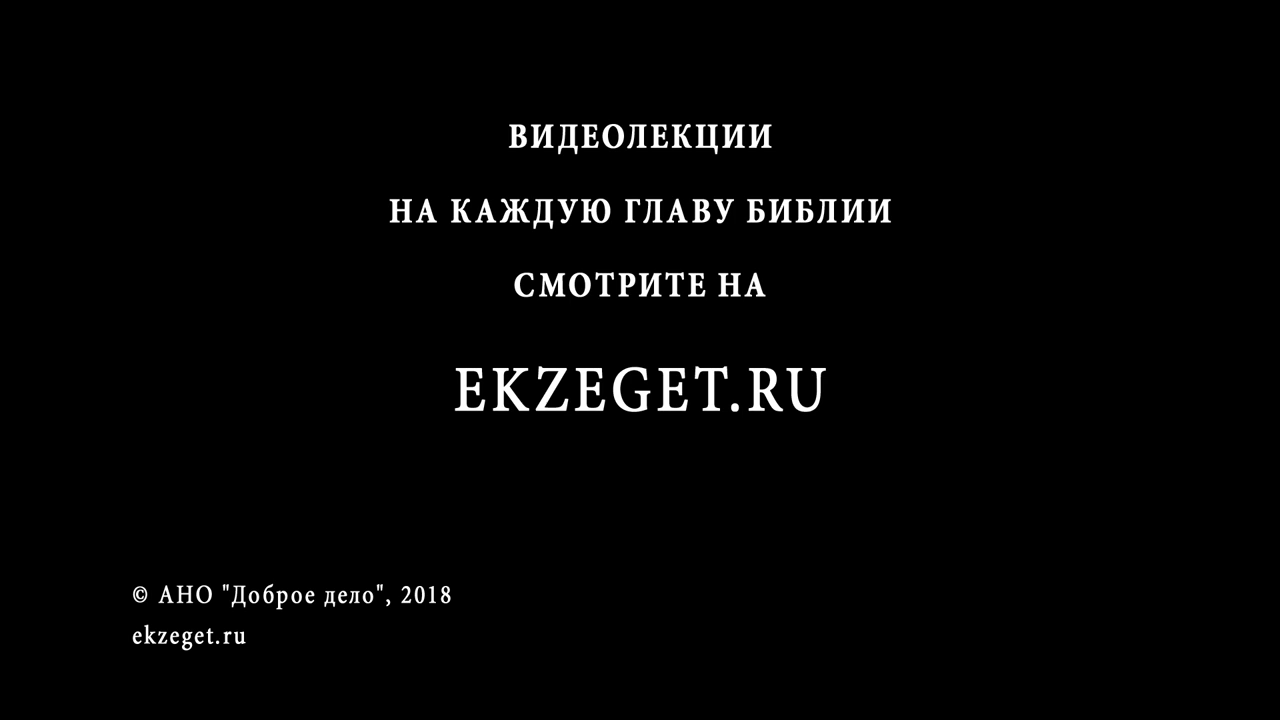 ВИДЕОЛЕКЦИИ
НА КАЖДУЮ ГЛАВУ БИБЛИИ
СМОТРИТЕ НА
EKZEGET.RU
© АНО "Доброе дело", 2018
ekzeget.ru